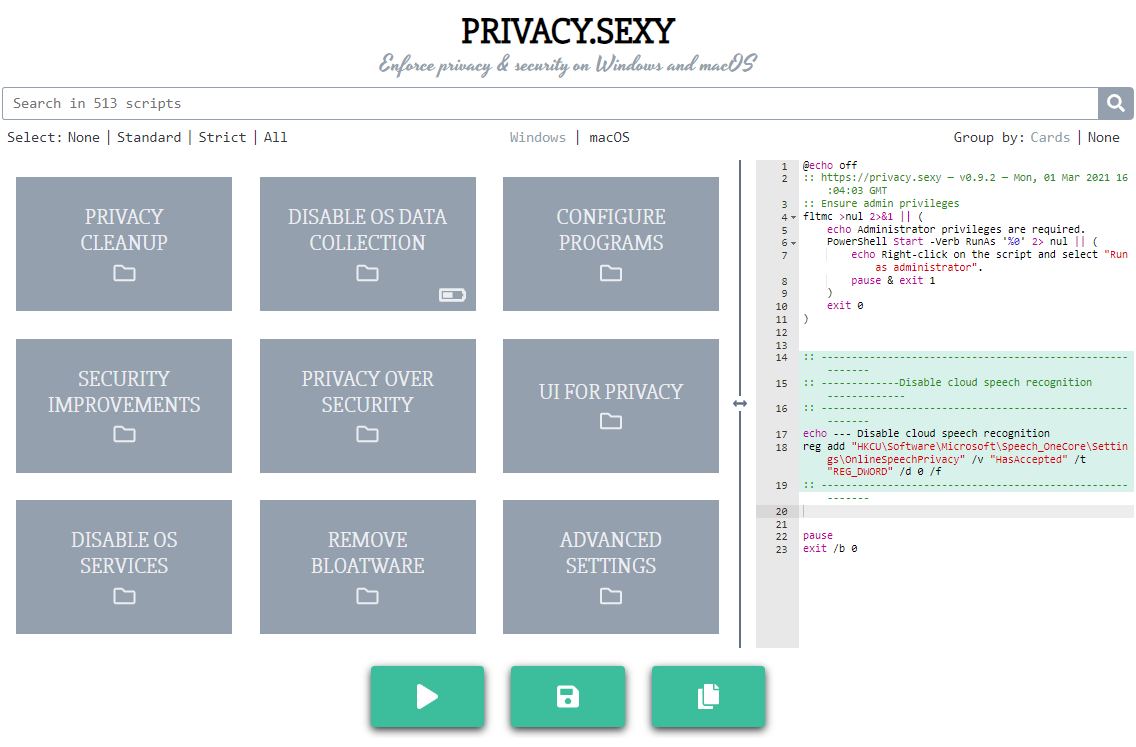 PRIVACY.SEXY
Enforce privacy & security on Windows and macOS
Search in 513 scripts
Select: None | Standard | Strict | All
Windows | macOS
Group by: Cards | None
PRIVACY
CLEANUP
DISABLE OS DATA
COLLECTION
CONFIGURE
PROGRAMS
SECURITY
IMPROVEMENTS
PRIVACY OVER
SECURITY
UI FOR PRIVACY
DISABLE OS
SERVICES
REMOVE
BLOATWARE
ADVANCED
SETTINGS
1 @echo off
2 :: https://privacy.sexy — v0.9.2 — Mon, 01 Mar 2021 16
:04:03 GMT
3 :: Ensure admin privileges
4 fltmc >nul 2>&1 || (
5 echo Administrator privileges are required.
6 PowerShell Start -Verb RunAs '%0' 2> nul || (
7 echo Right-click on the script and select "Run
as administrator".
8 pause & exit 1
9 )
10 exit 0
11 )
12
13
14 :: ---------------------------------------------------
-------
15 :: -------------Disable cloud speech recognition
-------------
16 :: ---------------------------------------------------
-------
17 echo --- Disable cloud speech recognition
18 reg add "HKCU\Software\Microsoft\Speech_OneCore\Settin
gs\OnlineSpeechPrivacy" /v "HasAccepted" /t
"REG_DWORD" /d 0 /f
19 :: ---------------------------------------------------
-------
20
21
22 pause
23 exit /b 0